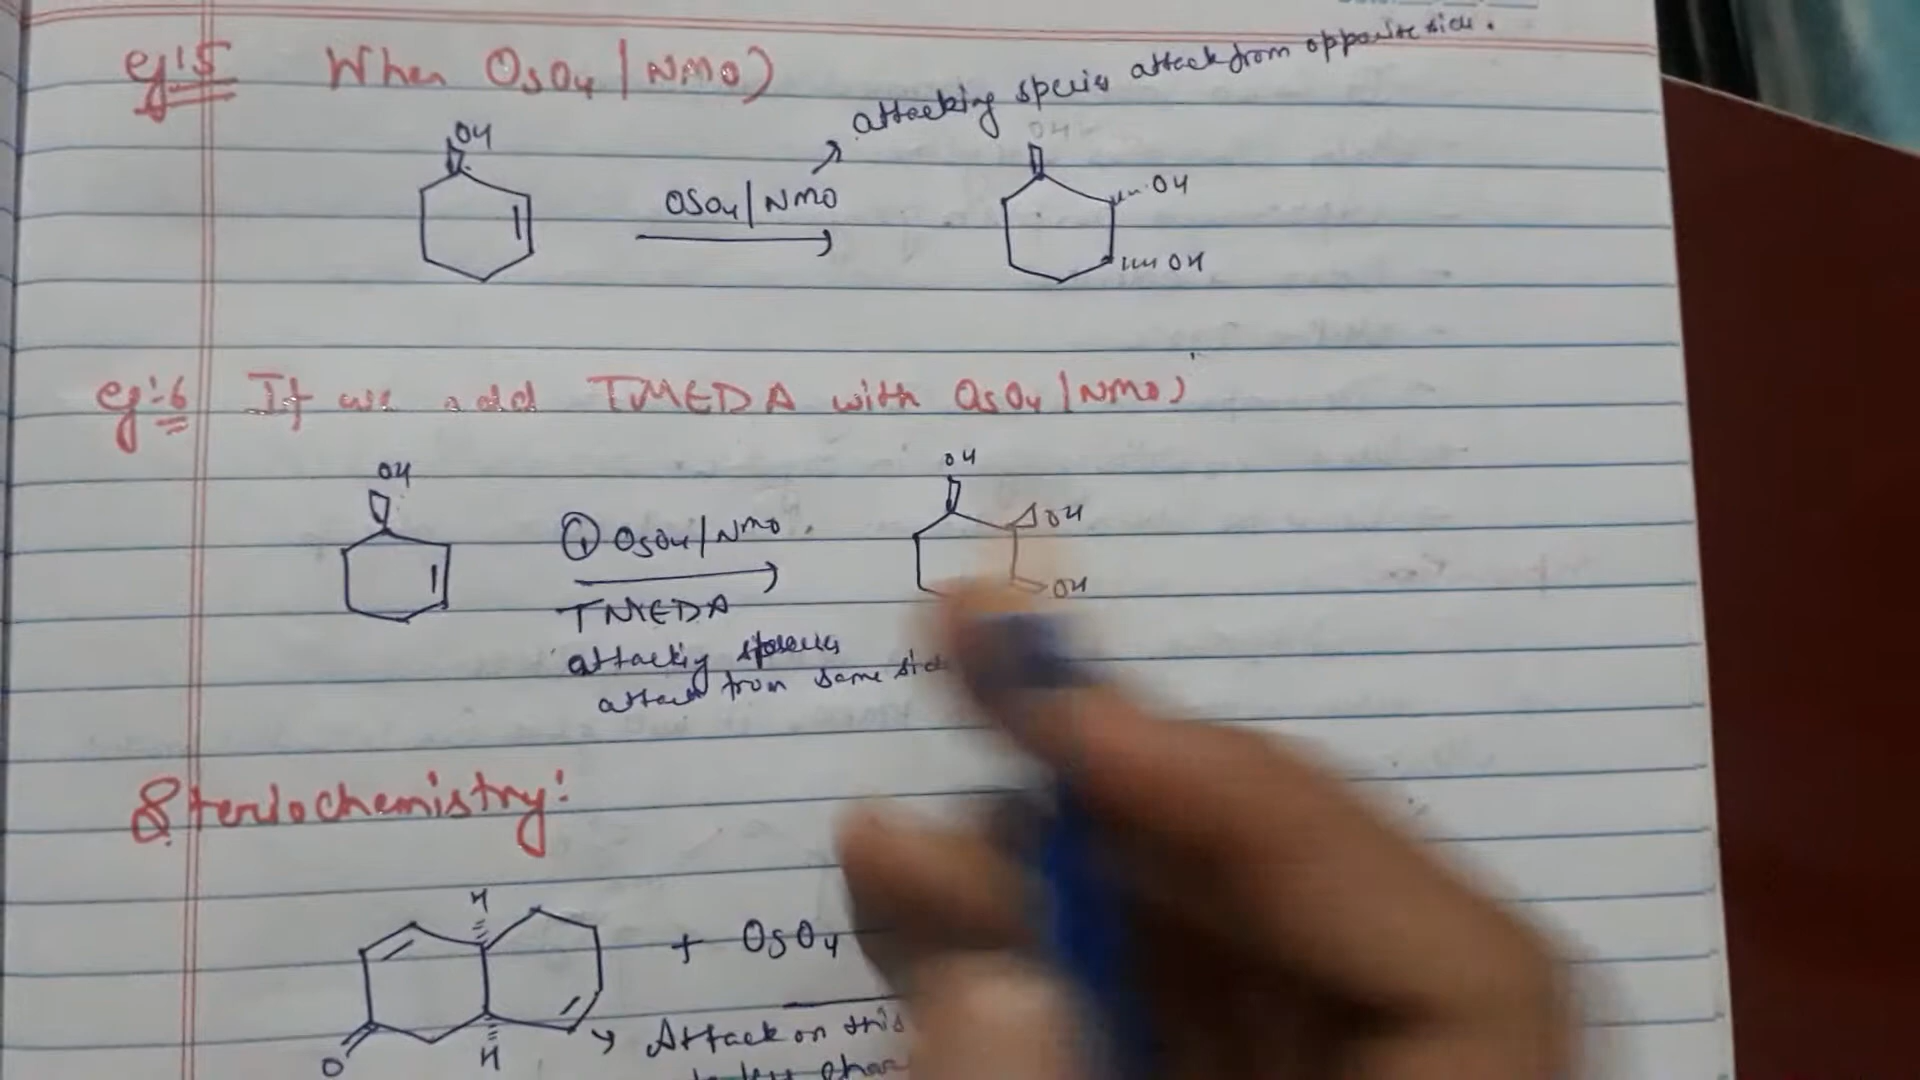 eg:5 When OsO4 / NMO)
attacking species attack from opposite side.
OH
OsO4 / NMO
OH
OH
OH
eg:-6 If we add TMEDA with OsO4 / NMO)
OH
① OsO4 / NMO
TMEDA
attacking species
attack from same side
OH
OH
OH
Stereochemistry:
H
+ OsO4
O
H
Attack on this